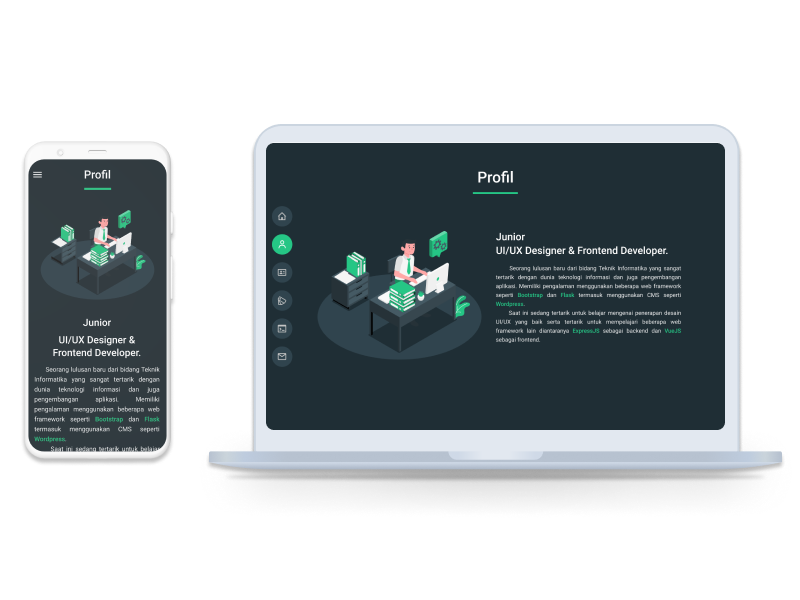 Profil
Junior
UI/UX Designer &
Frontend Developer.
Seorang lulusan baru dari bidang Teknik
Informatika yang sangat tertarik dengan
dunia teknologi informasi dan juga
pengembangan aplikasi. Memiliki
pengalaman menggunakan beberapa web
framework seperti Bootstrap dan Flask
termasuk menggunakan CMS seperti
Wordpress.
Saat ini sedang tertarik untuk belajar
Profil
Junior
UI/UX Designer & Frontend Developer.
Seorang lulusan baru dari bidang Teknik Informatika yang sangat
tertarik dengan dunia teknologi informasi dan juga pengembangan
aplikasi. Memiliki pengalaman menggunakan beberapa web framework
seperti Bootstrap dan Flask termasuk menggunakan CMS seperti
Wordpress.
Saat ini sedang tertarik untuk belajar mengenai penerapan desain
UI/UX yang baik serta tertarik untuk mempelajari beberapa web
framework lain diantaranya ExpressJS sebagai backend dan VueJS
sebagai frontend.